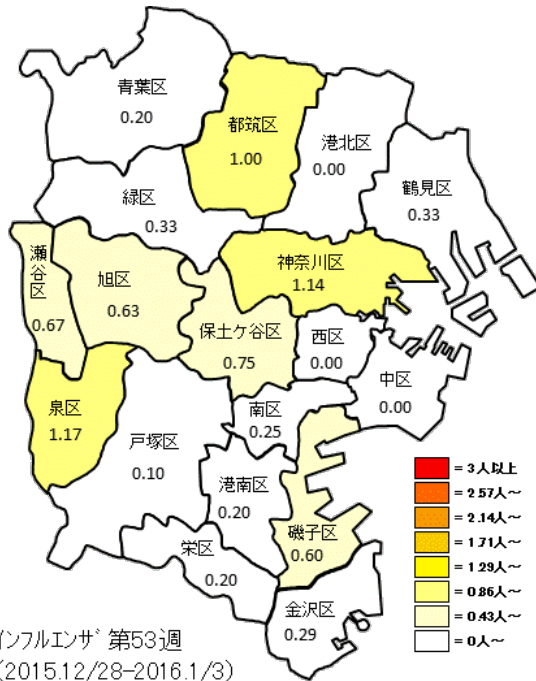 青葉区
0.20
都筑区
1.00
港北区
0.00
鶴見区
0.33
緑区
0.33
瀬谷区
0.67
旭区
0.63
神奈川区
1.14
保土ケ谷区
0.75
西区
0.00
中区
0.00
泉区
1.17
戸塚区
0.10
南区
0.25
港南区
0.20
磯子区
0.60
栄区
0.20
金沢区
0.29
=3人以上
=2.57人~
=2.14人~
=1.71人~
=1.29人~
=0.86人~
=0.43人~
=0人~
インフルエンザ 第53週
(2015.12/28-2016.1/3)